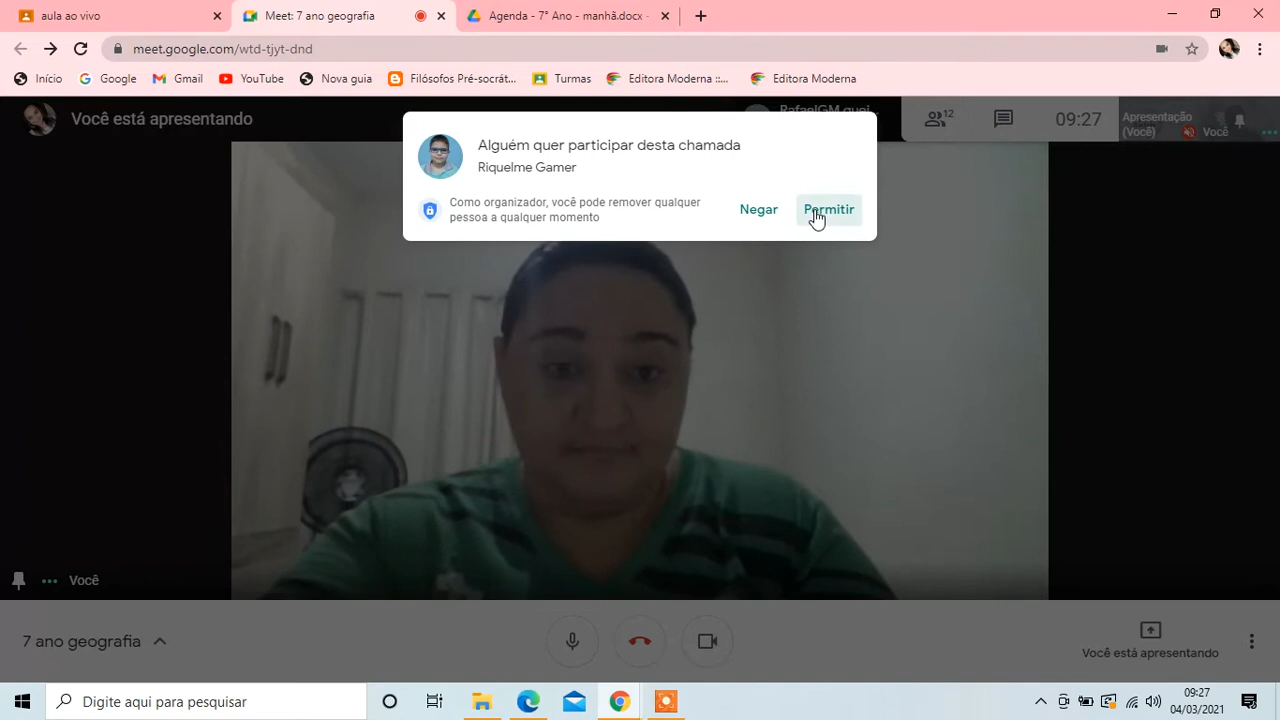 aula ao vivo
Meet: 7 ano geografia
Agenda - 7° Ano - manhã.docx -
meet.google.com/wtd-tjyt-dnd
Início
Google
Gmail
YouTube
Nova guia
Filósofos Pré-socrát...
Turmas
Editora Moderna ::...
Editora Moderna
Você está apresentando
RafaelGM quei...
12
09:27
Apresentação
(Você)
Você
Alguém quer participar desta chamada
Riquelme Gamer
Como organizador, você pode remover qualquer
pessoa a qualquer momento
Negar
Permitir
Você
7 ano geografia
Você está apresentando
Digite aqui para pesquisar
09:27
04/03/2021